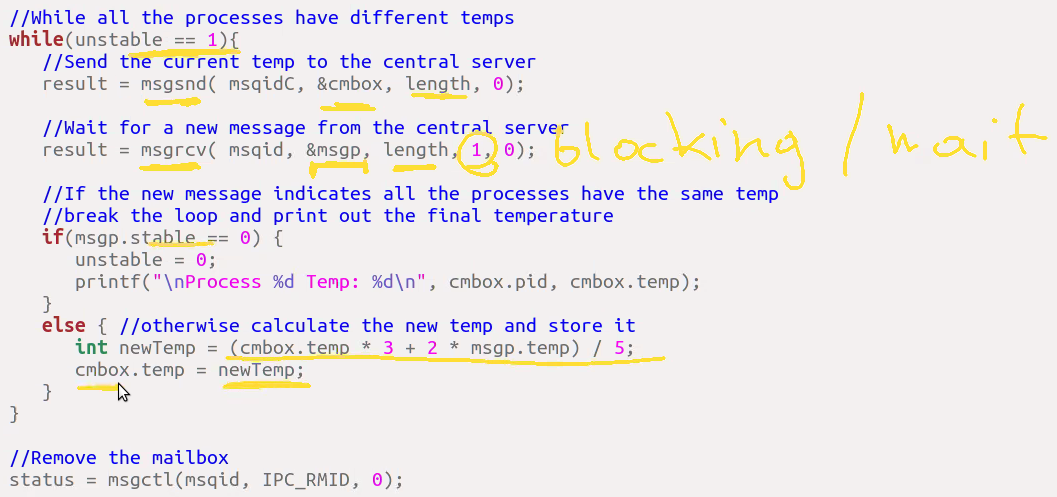 //While all the processes have different temps
while(unstable == 1){
//Send the current temp to the central server
result = msgsnd( msqidC, &cmbox, length, 0);
//Wait for a new message from the central server
result = msgrcv( msqid, &msgp, length, 1, 0); blocking / wait
//If the new message indicates all the processes have the same temp
//break the loop and print out the final temperature
if(msgp.stable == 0) {
unstable = 0;
printf("\nProcess %d Temp: %d\n", cmbox.pid, cmbox.temp);
}
else { //otherwise calculate the new temp and store it
int newTemp = (cmbox.temp * 3 + 2 * msgp.temp) / 5;
cmbox.temp = newTemp;
}
}
//Remove the mailbox
status = msgctl(msqid, IPC_RMID, 0);